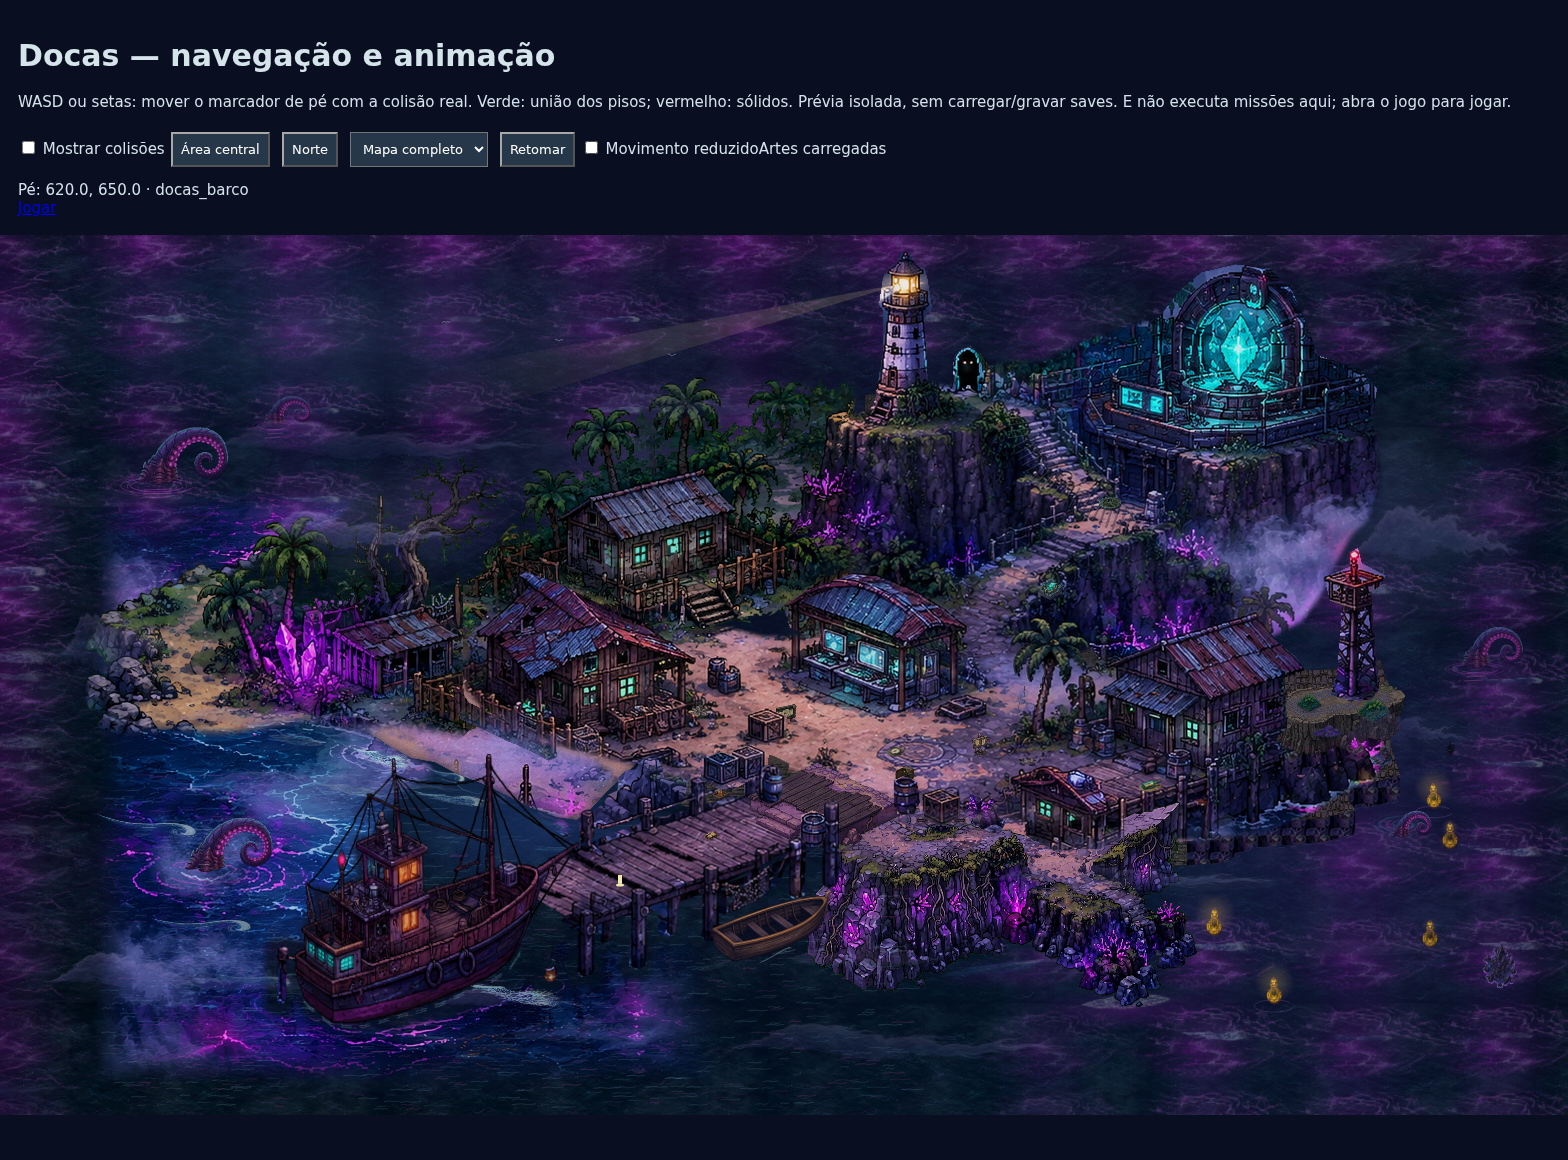 Docas — navegação e animação
WASD ou setas: mover o marcador de pé com a colisão real. Verde: união dos pisos; vermelho: sólidos. Prévia isolada, sem carregar/gravar saves. E não executa missões aqui; abra o jogo para jogar.
Mostrar colisões Área central Norte Mapa completo Retomar Movimento reduzidoArtes carregadas
Pé: 620.0, 650.0 · docas_barco
Jogar